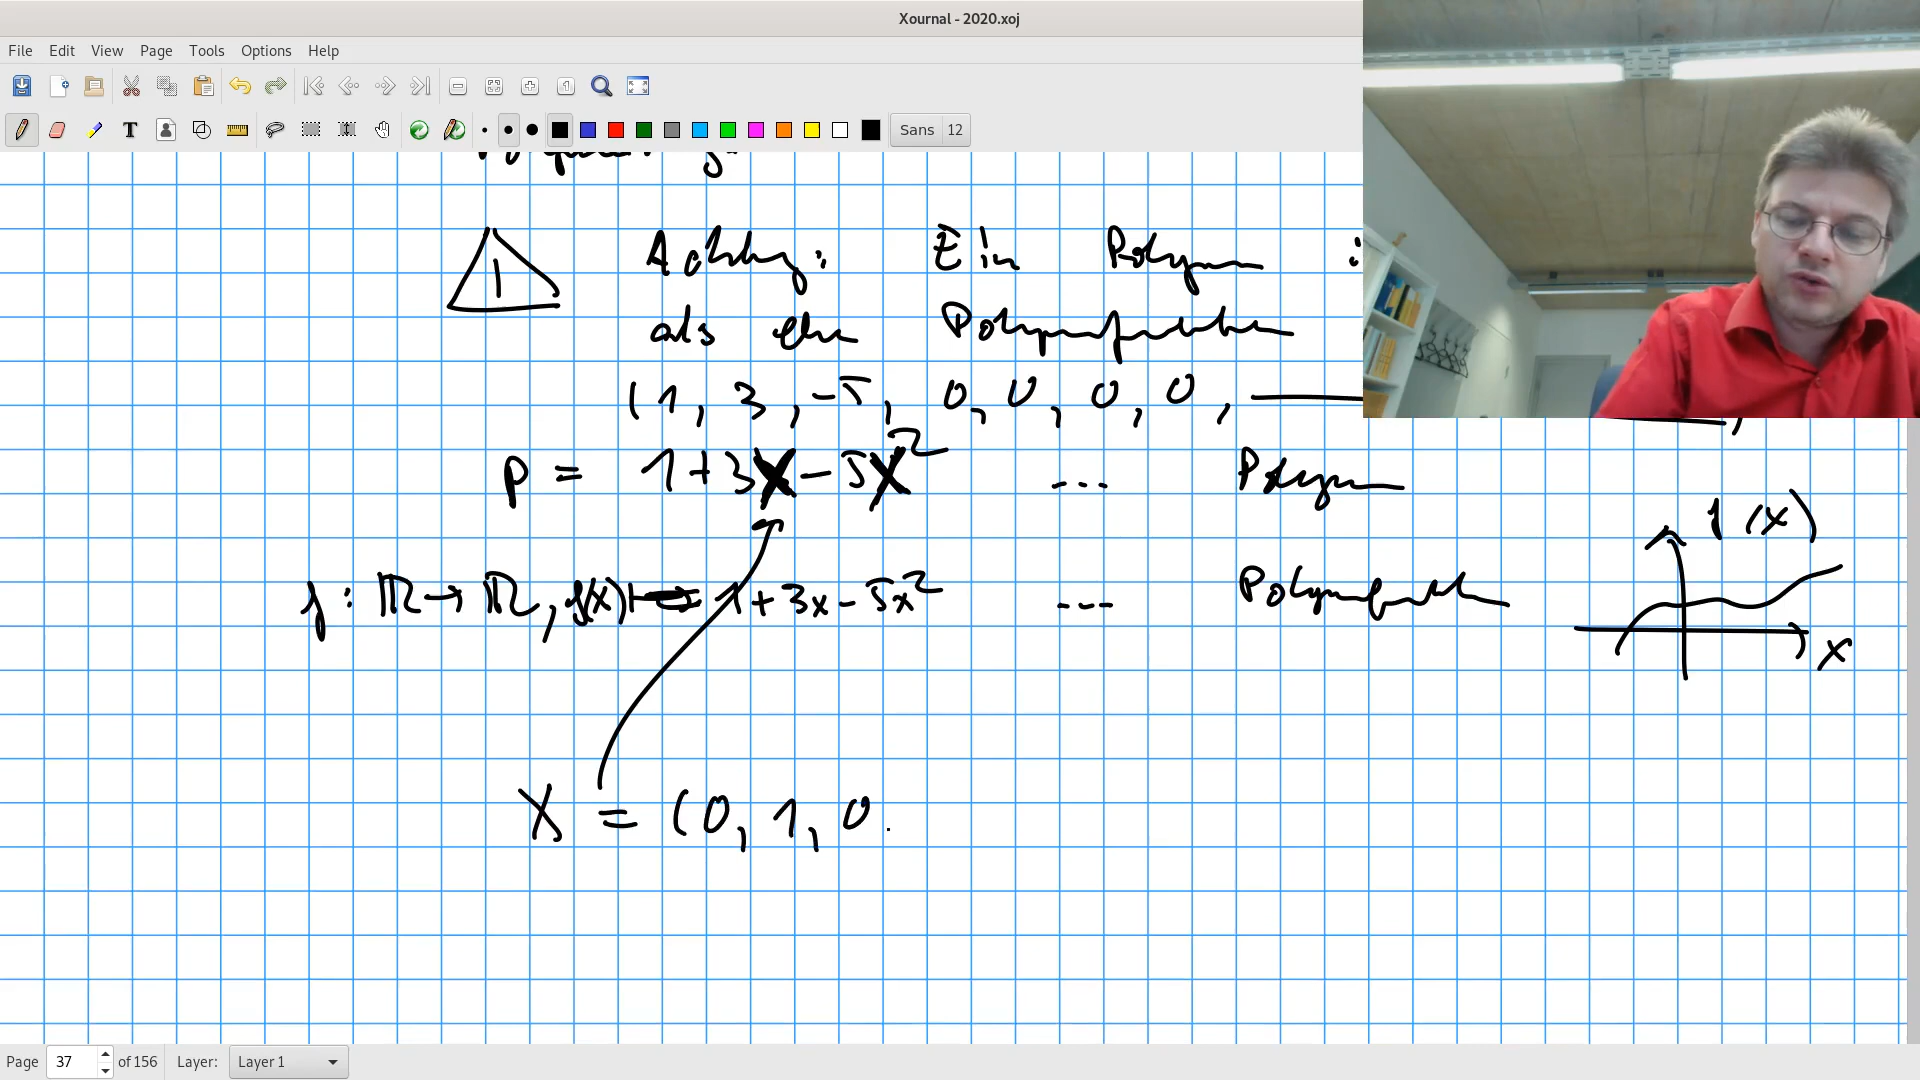 Xournal - 2020.xoj
File Edit View Page Tools Options Help
Sans 12
Achtung: Ein Polynom
als eine Polynomfunktion
(1, 3, -5, 0, 0, 0, 0,
p = 1+3X-5X² ... Polynom
f(x)
f: ℝ→ℝ, f(x) 1+3x-5x² ... Polynomfunktion
x
X = (0, 1, 0
Page 37 of 156 Layer: Layer 1